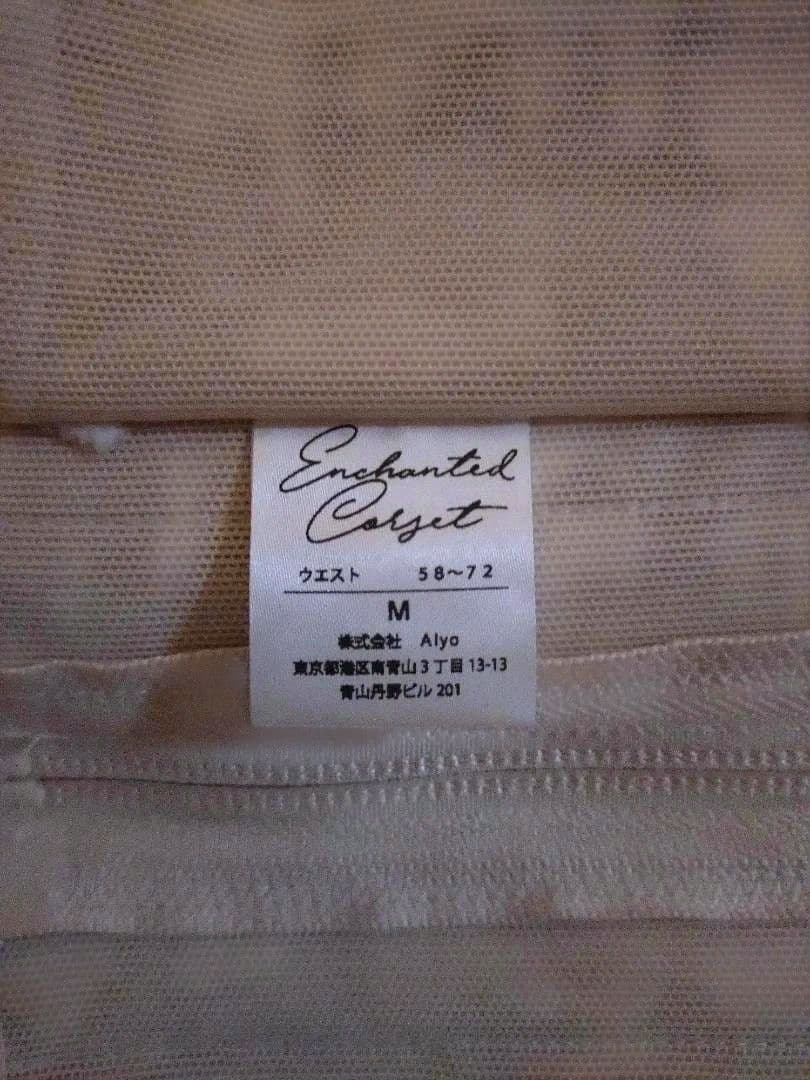 Enchanted
Corset
ウエスト 58～72
M
株式会社 Alyo
東京都港区南青山3丁目13-13
青山丹野ビル201